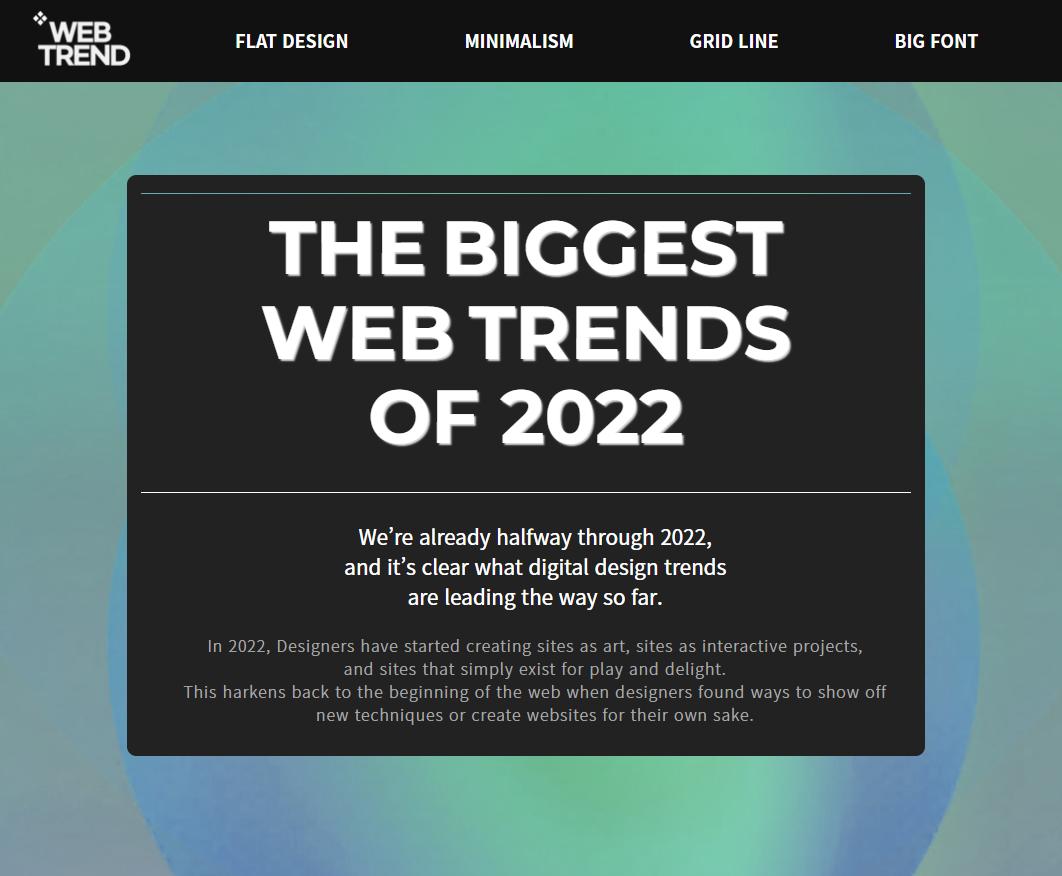 WEB
TREND
FLAT DESIGN
MINIMALISM
GRID LINE
BIG FONT
THE BIGGEST
WEB TRENDS
OF 2022
We’re already halfway through 2022,
and it’s clear what digital design trends
are leading the way so far.
In 2022, Designers have started creating sites as art, sites as interactive projects,
and sites that simply exist for play and delight.
This harkens back to the beginning of the web when designers found ways to show off
new techniques or create websites for their own sake.